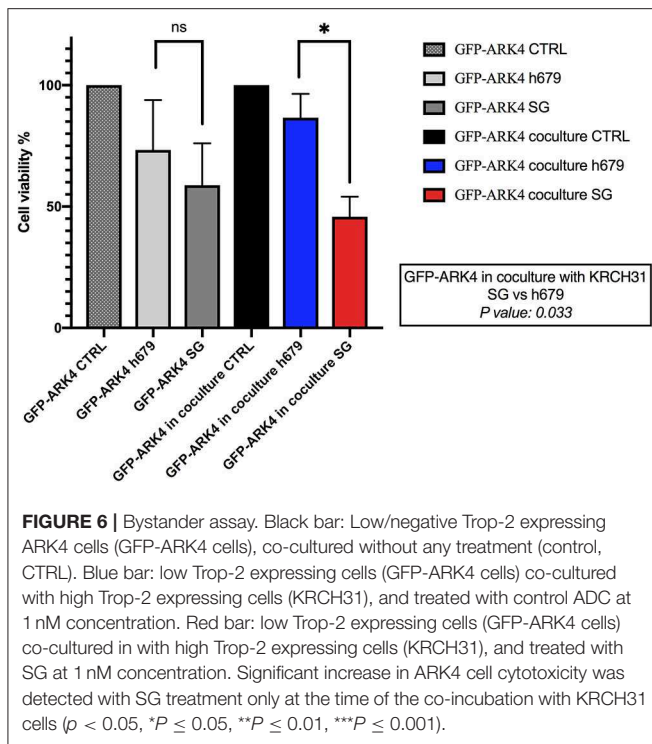 ns
*
100
50
0
Cell viability %
GFP-ARK4 CTRL
GFP-ARK4 h679
GFP-ARK4 SG
GFP-ARK4 in coculture CTRL
GFP-ARK4 in coculture h679
GFP-ARK4 in coculture SG
GFP-ARK4 CTRL
GFP-ARK4 h679
GFP-ARK4 SG
GFP-ARK4 coculture CTRL
GFP-ARK4 coculture h679
GFP-ARK4 coculture SG
GFP-ARK4 in coculture with KRCH31
SG vs h679
P value: 0.033
FIGURE 6 | Bystander assay. Black bar: Low/negative Trop-2 expressing
ARK4 cells (GFP-ARK4 cells), co-cultured without any treatment (control,
CTRL). Blue bar: low Trop-2 expressing cells (GFP-ARK4 cells) co-cultured
with high Trop-2 expressing cells (KRCH31), and treated with control ADC at
1 nM concentration. Red bar: low Trop-2 expressing cells (GFP-ARK4 cells)
co-cultured in with high Trop-2 expressing cells (KRCH31), and treated with
SG at 1 nM concentration. Significant increase in ARK4 cell cytotoxicity was
detected with SG treatment only at the time of the co-incubation with KRCH31
cells (p < 0.05, *P ≤ 0.05, **P ≤ 0.01, ***P ≤ 0.001).